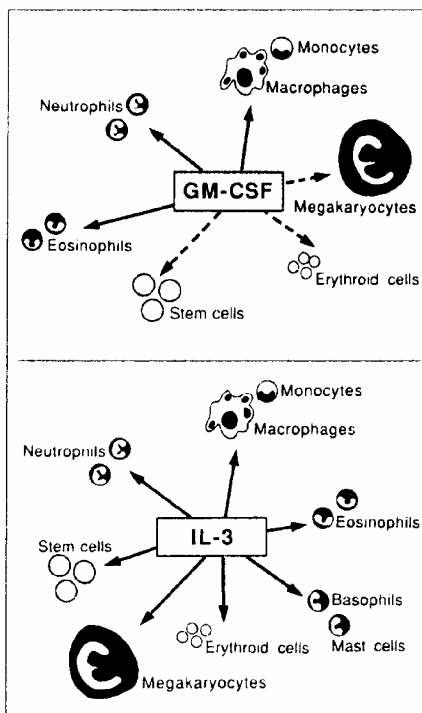 Monocytes
Macrophages
Neutrophils
GM-CSF
Megakaryocytes
Eosinophils
Erythroid cells
Stem cells
Monocytes
Macrophages
Neutrophils
Eosinophils
IL-3
Stem cells
Basophils
Mast cells
Erythroid cells
Megakaryocytes